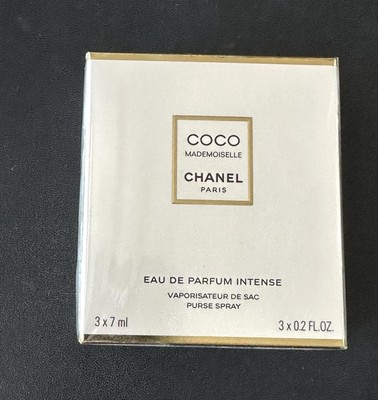 COCO
MADEMOISELLE
CHANEL
PARIS
EAU DE PARFUM INTENSE
VAPORISATEUR DE SAC
PURSE SPRAY
3 x 7 ml
3 x 0.2 FL.OZ.